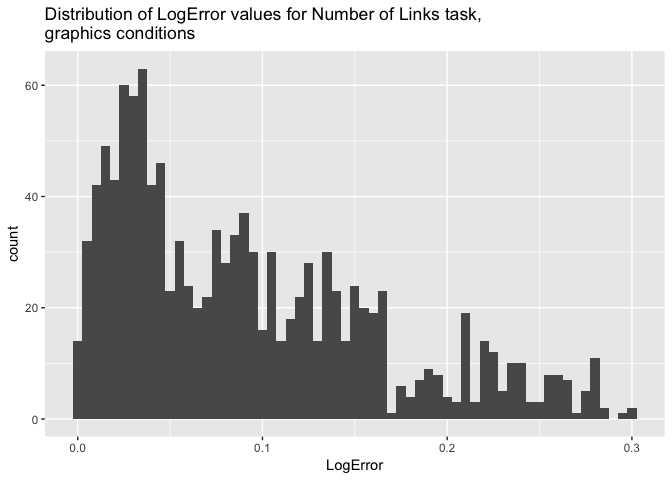 Distribution of LogError values for Number of Links task,
graphics conditions
60
40
20
0
count
0.0
0.1
0.2
0.3
LogError